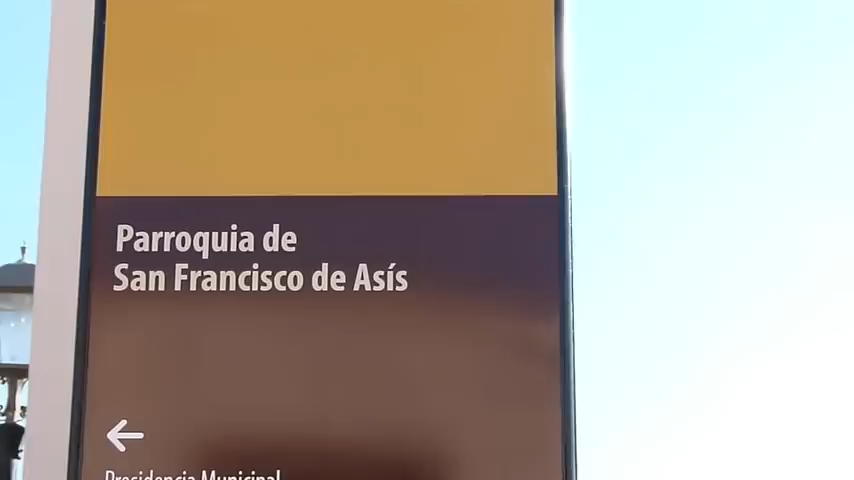 Parroquia de
San Francisco de Asís
Presidencia Municipal